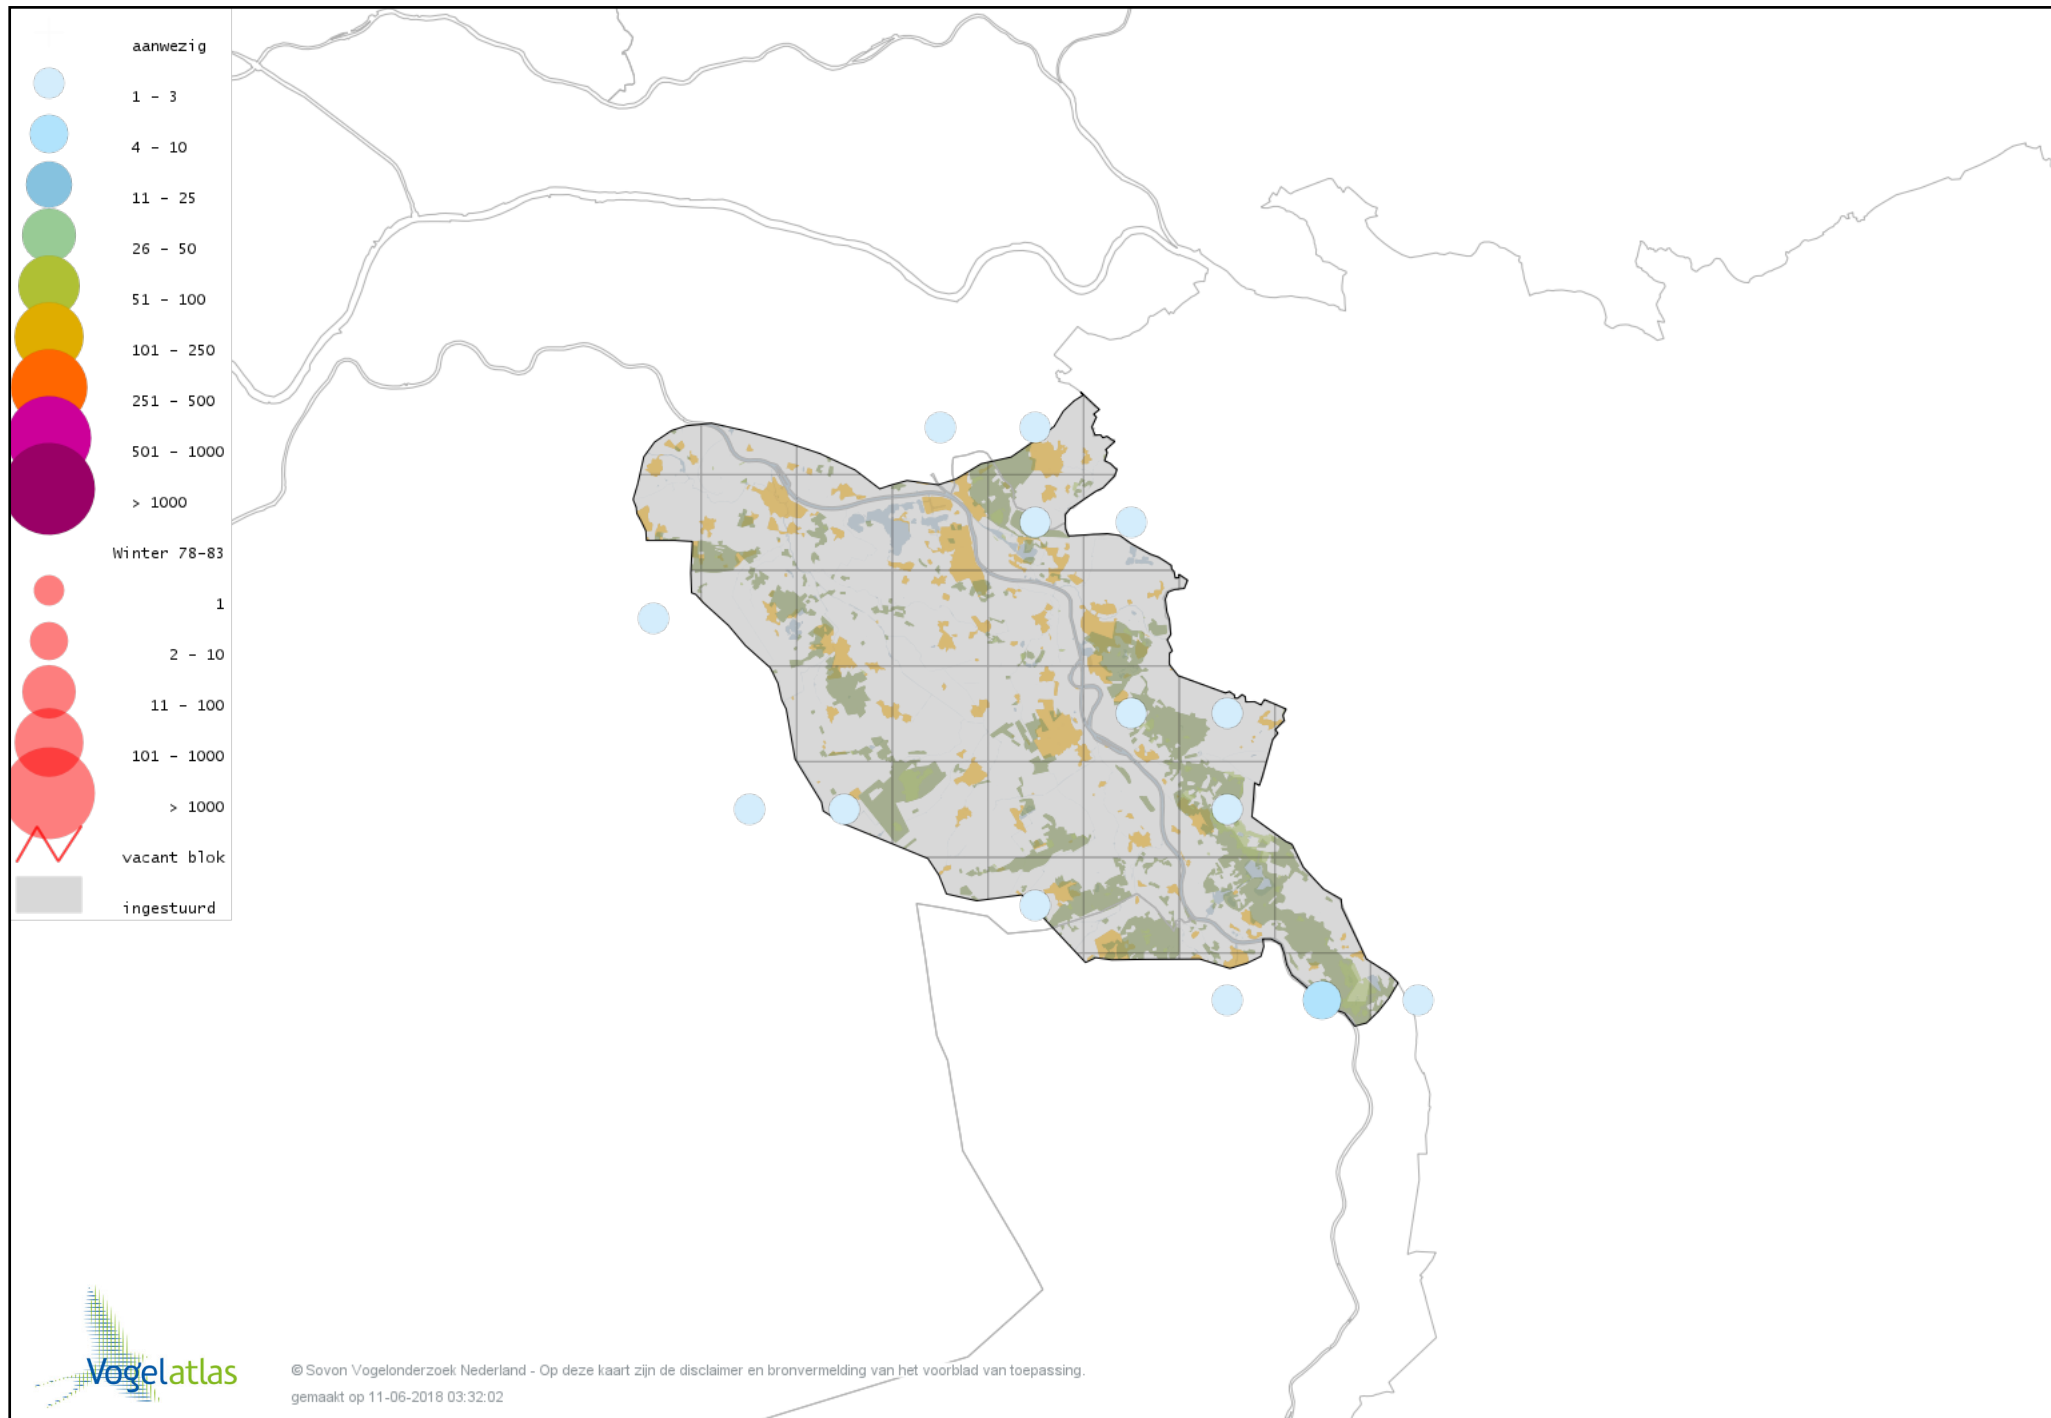 aanwezig
1 – 3
4 – 10
11 – 25
26 – 50
51 – 100
101 – 250
251 – 500
501 – 1000
> 1000
Winter 78-83
1
2 – 10
11 – 100
101 – 1000
> 1000
vacant blok
ingestuurd
Vogelatlas
© Sovon Vogelonderzoek Nederland - Op deze kaart zijn de disclaimer en bronvermelding van het voorblad van toepassing.
gemaakt op 11-06-2018 03:32:02